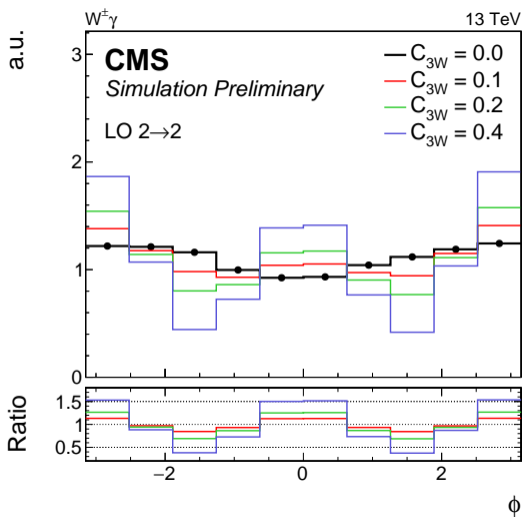 W±γ 13 TeV
a.u.
3
CMS
Simulation Preliminary
LO 2→2
C3W = 0.0
C3W = 0.1
C3W = 0.2
C3W = 0.4
2
1
0
Ratio
1.5
1
0.5
−2 0 2
ϕ